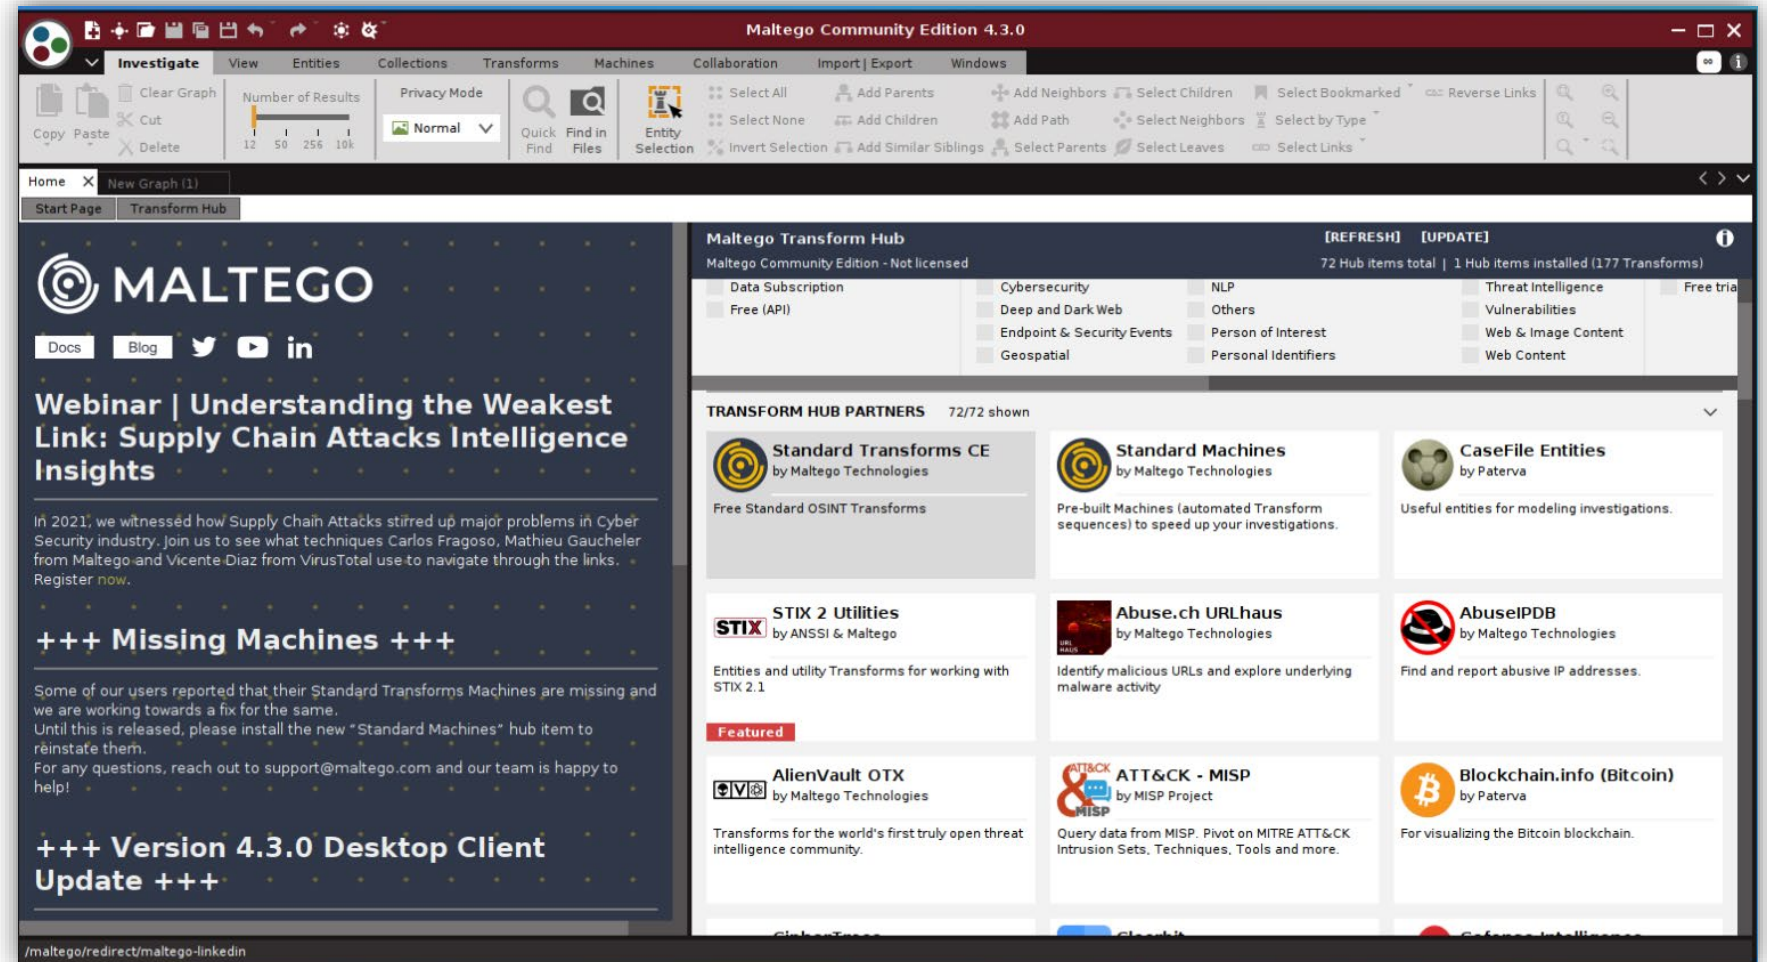 Maltego Community Edition 4.3.0
Investigate View Entities Collections Transforms Machines Collaboration Import | Export Windows
Copy Paste
Clear Graph
Cut
Delete
Number of Results
12 50 256 10k
Privacy Mode
Normal
Quick Find
Find in Files
Entity Selection
Select All
Select None
Invert Selection
Add Parents
Add Children
Add Similar Siblings
Add Neighbors
Add Path
Select Parents
Select Children
Select Neighbors
Select Leaves
Select Bookmarked
Select by Type
Select Links
Reverse Links
Home X New Graph (1)
Start Page Transform Hub
MALTEGO
Docs Blog
Webinar | Understanding the Weakest
Link: Supply Chain Attacks Intelligence
Insights
In 2021, we witnessed how Supply Chain Attacks stirred up major problems in Cyber
Security industry. Join us to see what techniques Carlos Fragoso, Mathieu Gaucheler
from Maltego and Vicente Diaz from VirusTotal use to navigate through the links.
Register now.
+++ Missing Machines +++
Some of our users reported that their Standard Transforms Machines are missing and
we are working towards a fix for the same.
Until this is released, please install the new “Standard Machines” hub item to
reinstate them.
For any questions, reach out to support@maltego.com and our team is happy to
help!
+++ Version 4.3.0 Desktop Client
Update +++
Maltego Transform Hub [REFRESH] [UPDATE]
Maltego Community Edition - Not licensed 72 Hub items total | 1 Hub items installed (177 Transforms)
Data Subscription Cybersecurity NLP Threat Intelligence Free tria
Free (API) Deep and Dark Web Others Vulnerabilities
Endpoint & Security Events Person of Interest Web & Image Content
Geospatial Personal Identifiers Web Content
TRANSFORM HUB PARTNERS 72/72 shown
Standard Transforms CE
by Maltego Technologies
Free Standard OSINT Transforms
Standard Machines
by Maltego Technologies
Pre-built Machines (automated Transform
sequences) to speed up your investigations.
CaseFile Entities
by Paterva
Useful entities for modeling investigations.
STIX
STIX 2 Utilities
by ANSSI & Maltego
Entities and utility Transforms for working with
STIX 2.1
Featured
URL
HAUS
Abuse.ch URLhaus
by Maltego Technologies
Identify malicious URLs and explore underlying
malware activity
AbuseIPDB
by Maltego Technologies
Find and report abusive IP addresses.
AlienVault OTX
by Maltego Technologies
Transforms for the world's first truly open threat
intelligence community.
ATT&CK
&
MISP
ATT&CK - MISP
by MISP Project
Query data from MISP. Pivot on MITRE ATT&CK
Intrusion Sets, Techniques, Tools and more.
Blockchain.info (Bitcoin)
by Paterva
For visualizing the Bitcoin blockchain.
/maltego/redirect/maltego-linkedin